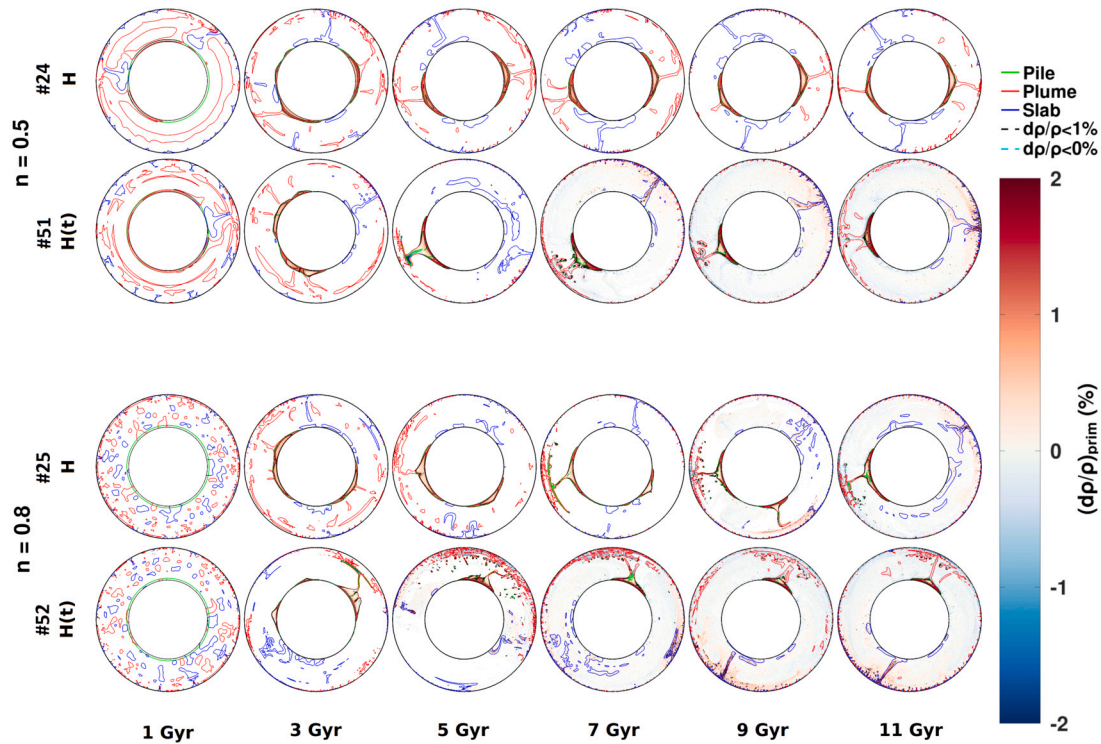 n = 0.5
#24
H
#51
H(t)
Pile
Plume
Slab
dρ/ρ<1%
dρ/ρ<0%
2
1
0
-1
-2
(dρ/ρ)prim (%)
n = 0.8
#25
H
#52
H(t)
1 Gyr 3 Gyr 5 Gyr 7 Gyr 9 Gyr 11 Gyr